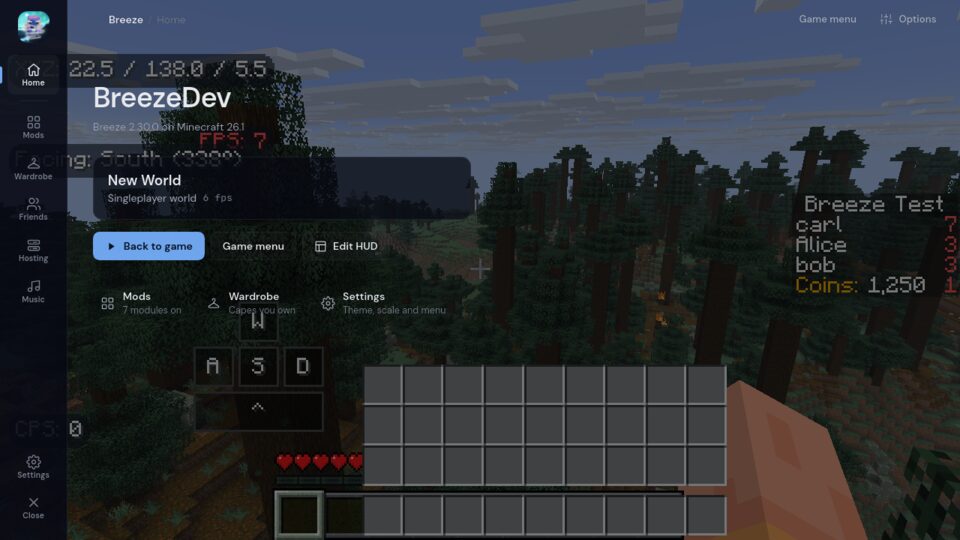 Breeze / Home
Game menu
Options
XYZ: 22.5 / 138.0 / 5.5
Home
BreezeDev
Breeze 2.30.0 on Minecraft 26.1
FPS: 7
Mods
Facing: South (339°)
Wardrobe
New World
Singleplayer world 6 fps
Friends
Breeze Test
carl 7
Alice 3
bob 3
Coins: 1,250 1
Hosting
Back to game
Game menu
Edit HUD
Music
Mods
7 modules on
Wardrobe
Capes you own
Settings
Theme, scale and menu
W
A S D
^
CPS: 0
Settings
Close